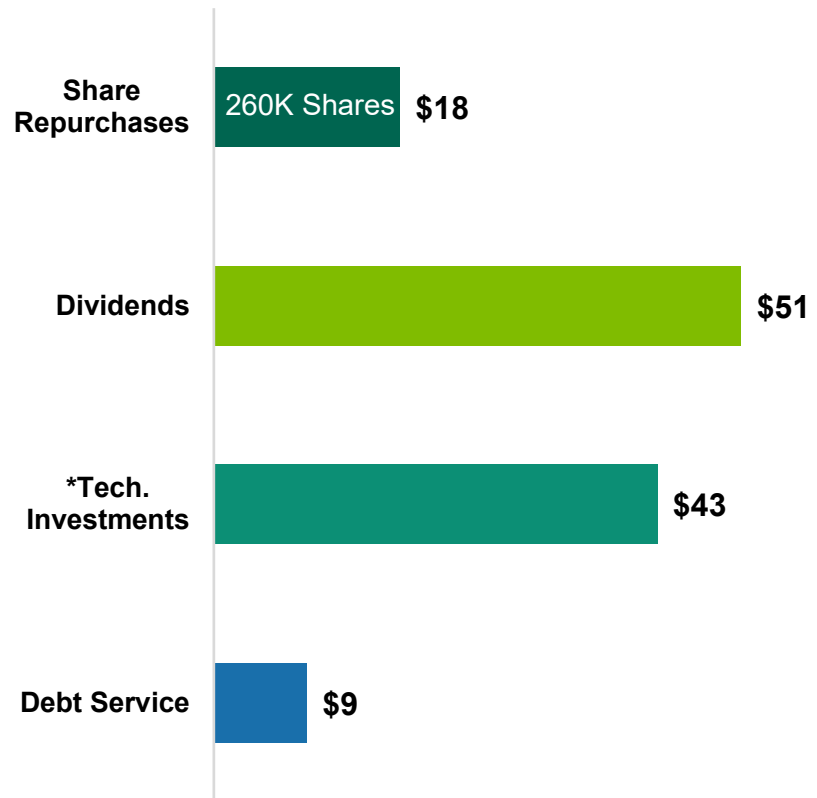 Share
Repurchases
260K Shares
$18
Dividends
$51
*Tech.
Investments
$43
Debt Service
$9